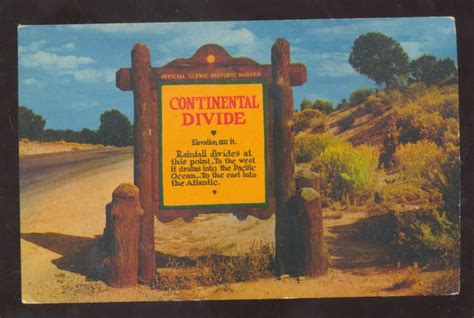 OFFICIAL SCENIC HISTORIC MARKER
CONTINENTAL
DIVIDE
Rainfall divides at
this point. To the west
it drains into the Pacific
Ocean...To the east into
the Atlantic.